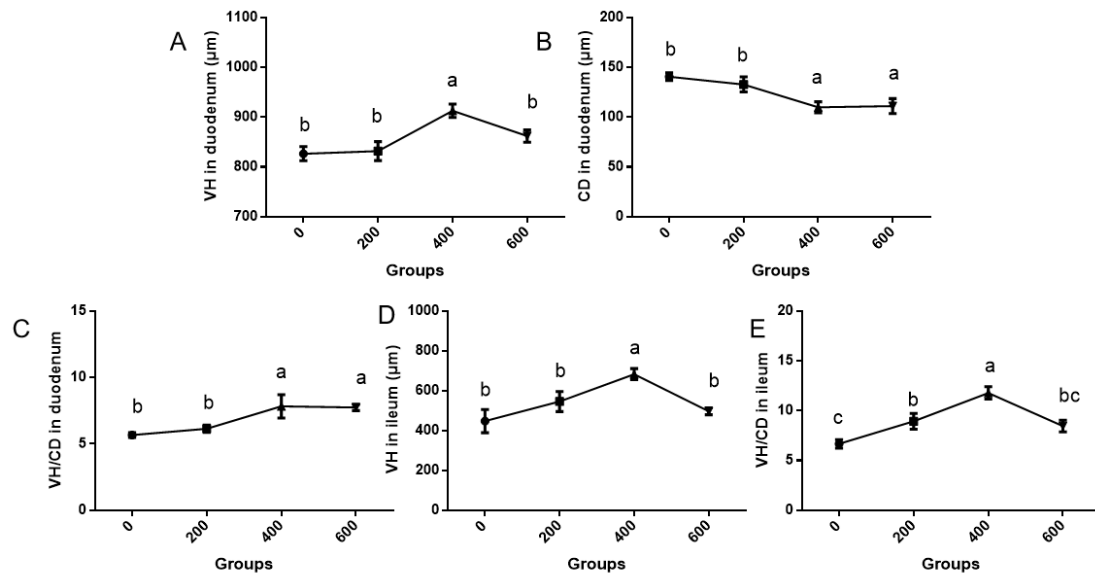 A
VH in duodenum (μm)
1100
1000
900
800
700
b
b
a
b
0
200
400
600
Groups
B
CD in duodenum (μm)
200
150
100
50
0
b
b
a
a
0
200
400
600
Groups
C
VH/CD in duodenum
15
10
5
0
b
b
a
a
0
200
400
600
Groups
D
VH in ileum (μm)
1000
800
600
400
200
0
b
b
a
b
0
200
400
600
Groups
E
VH/CD in ileum
20
15
10
5
0
c
b
a
bc
0
200
400
600
Groups